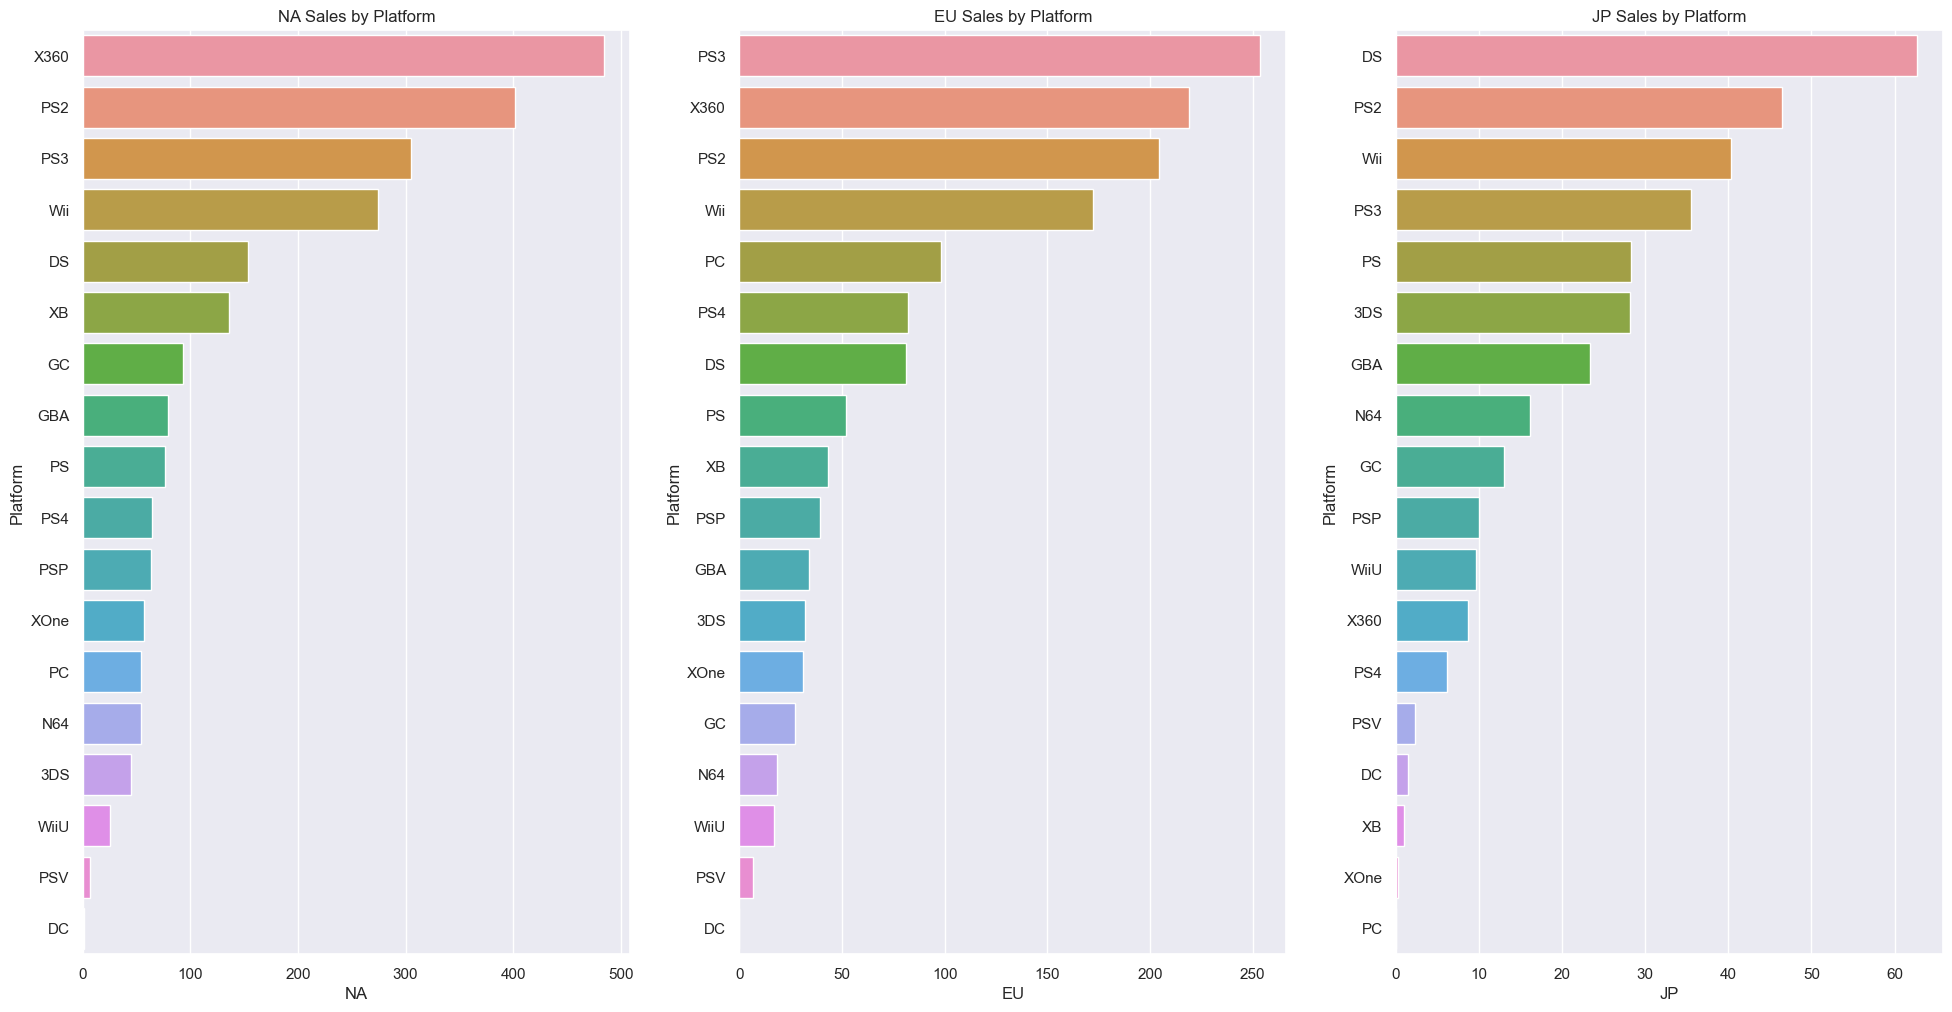 NA Sales by Platform
Platform
X360
PS2
PS3
Wii
DS
XB
GC
GBA
PS
PS4
PSP
XOne
PC
N64
3DS
WiiU
PSV
DC
0 100 200 300 400 500
NA
EU Sales by Platform
Platform
PS3
X360
PS2
Wii
PC
PS4
DS
PS
XB
PSP
GBA
3DS
XOne
GC
N64
WiiU
PSV
DC
0 50 100 150 200 250
EU
JP Sales by Platform
Platform
DS
PS2
Wii
PS3
PS
3DS
GBA
N64
GC
PSP
WiiU
X360
PS4
PSV
DC
XB
XOne
PC
0 10 20 30 40 50 60
JP